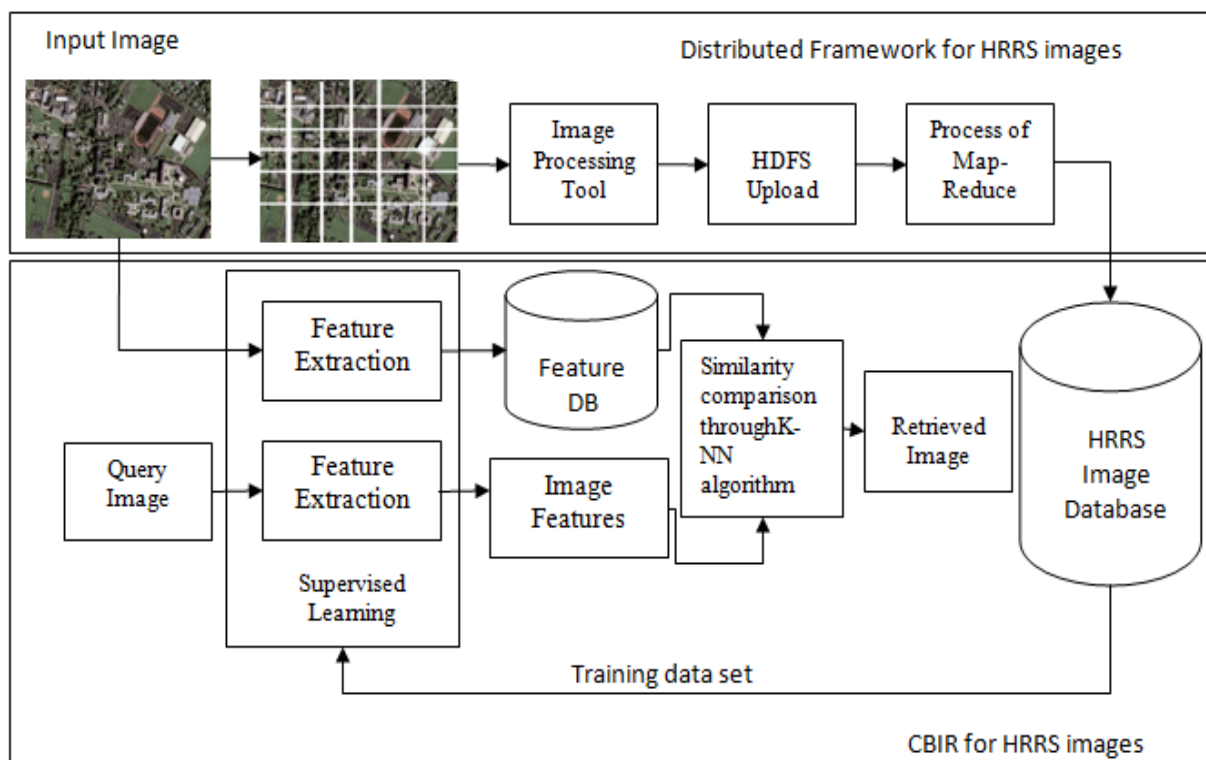 Input Image
Distributed Framework for HRRS images
Image
Processing
Tool
HDFS
Upload
Process of
Map-
Reduce
Feature
Extraction
Feature
DB
Similarity
comparison
throughK-
NN
algorithm
Retrieved
Image
HRRS
Image
Database
Query
Image
Feature
Extraction
Image
Features
Supervised
Learning
Training data set
CBIR for HRRS images